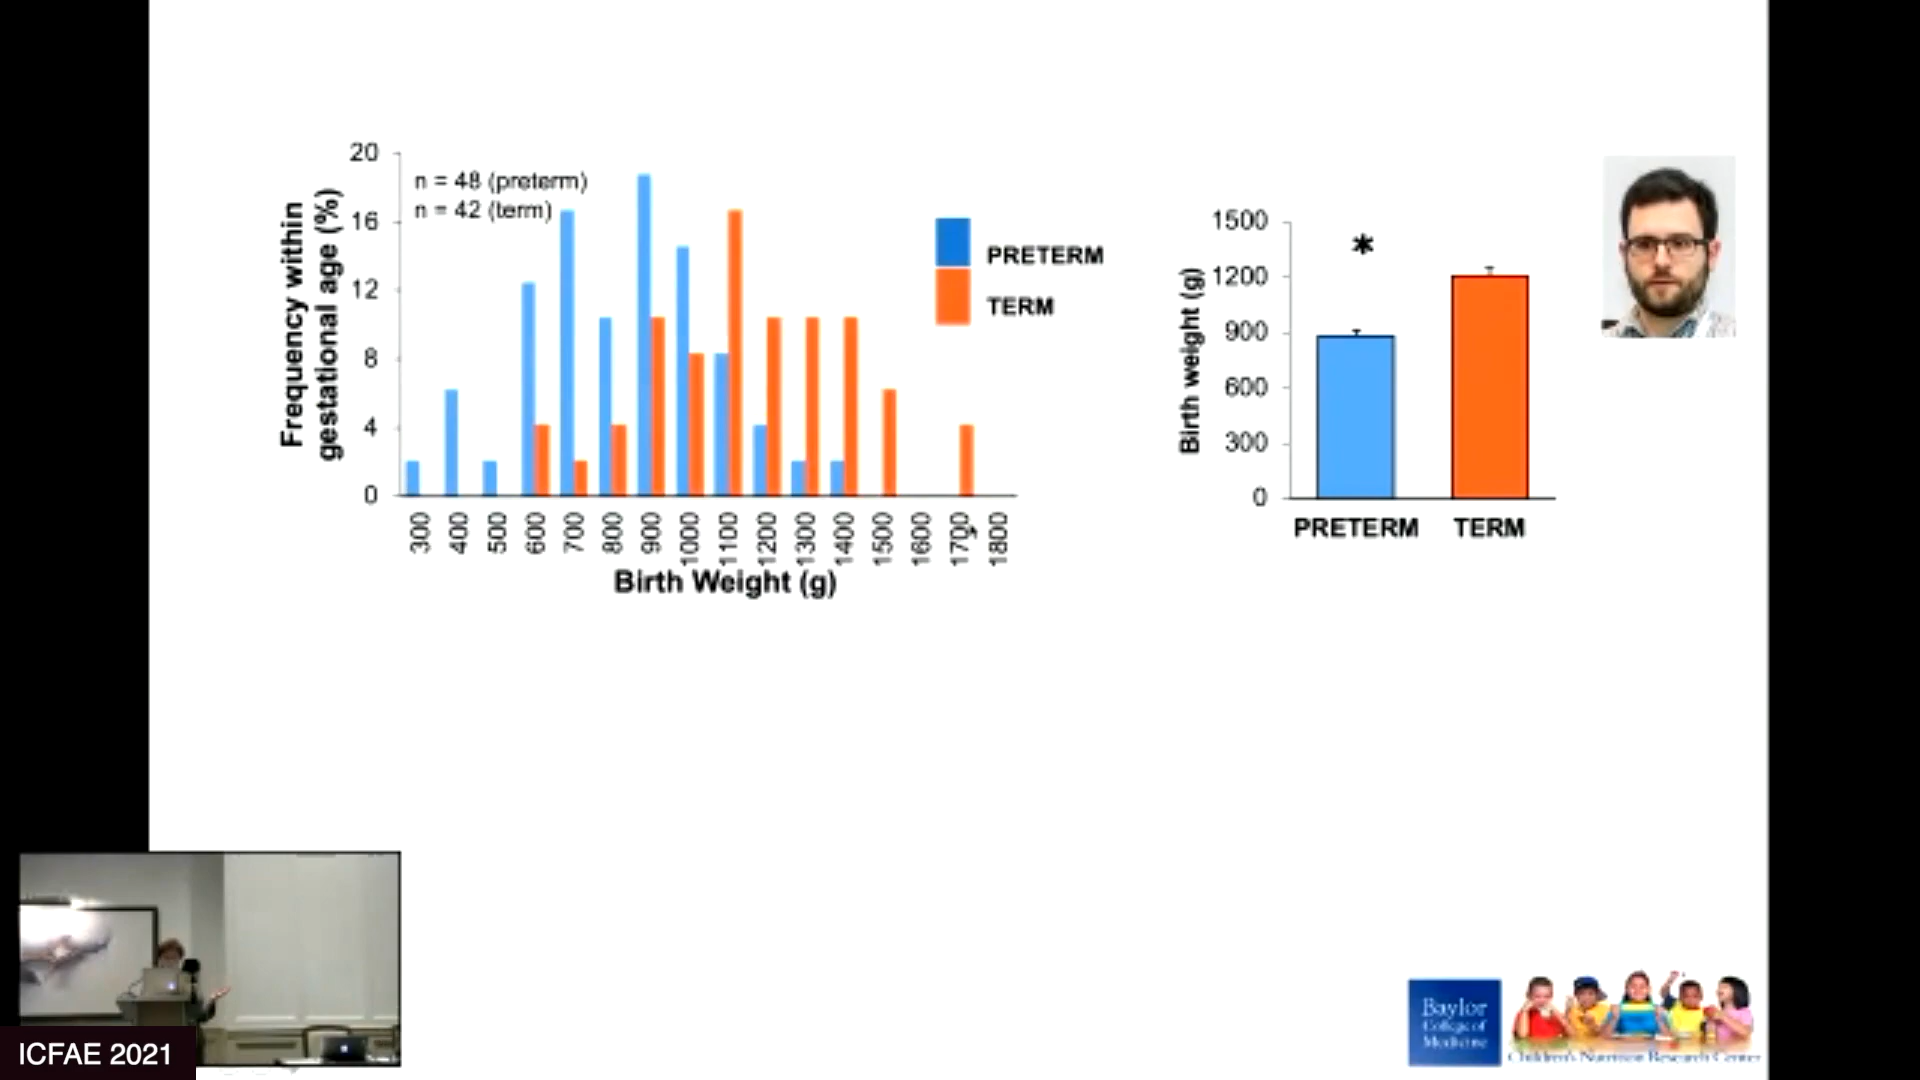 20
16
12
8
4
0
Frequency within
gestational age (%)
n = 48 (preterm)
n = 42 (term)
PRETERM
TERM
300
400
500
600
700
800
900
1000
1100
1200
1300
1400
1500
1600
1700
1800
Birth Weight (g)
1500
1200
900
600
300
0
Birth weight (g)
*
PRETERM
TERM
Baylor
College of
Medicine
Children's Nutrition Research Center
ICFAE 2021